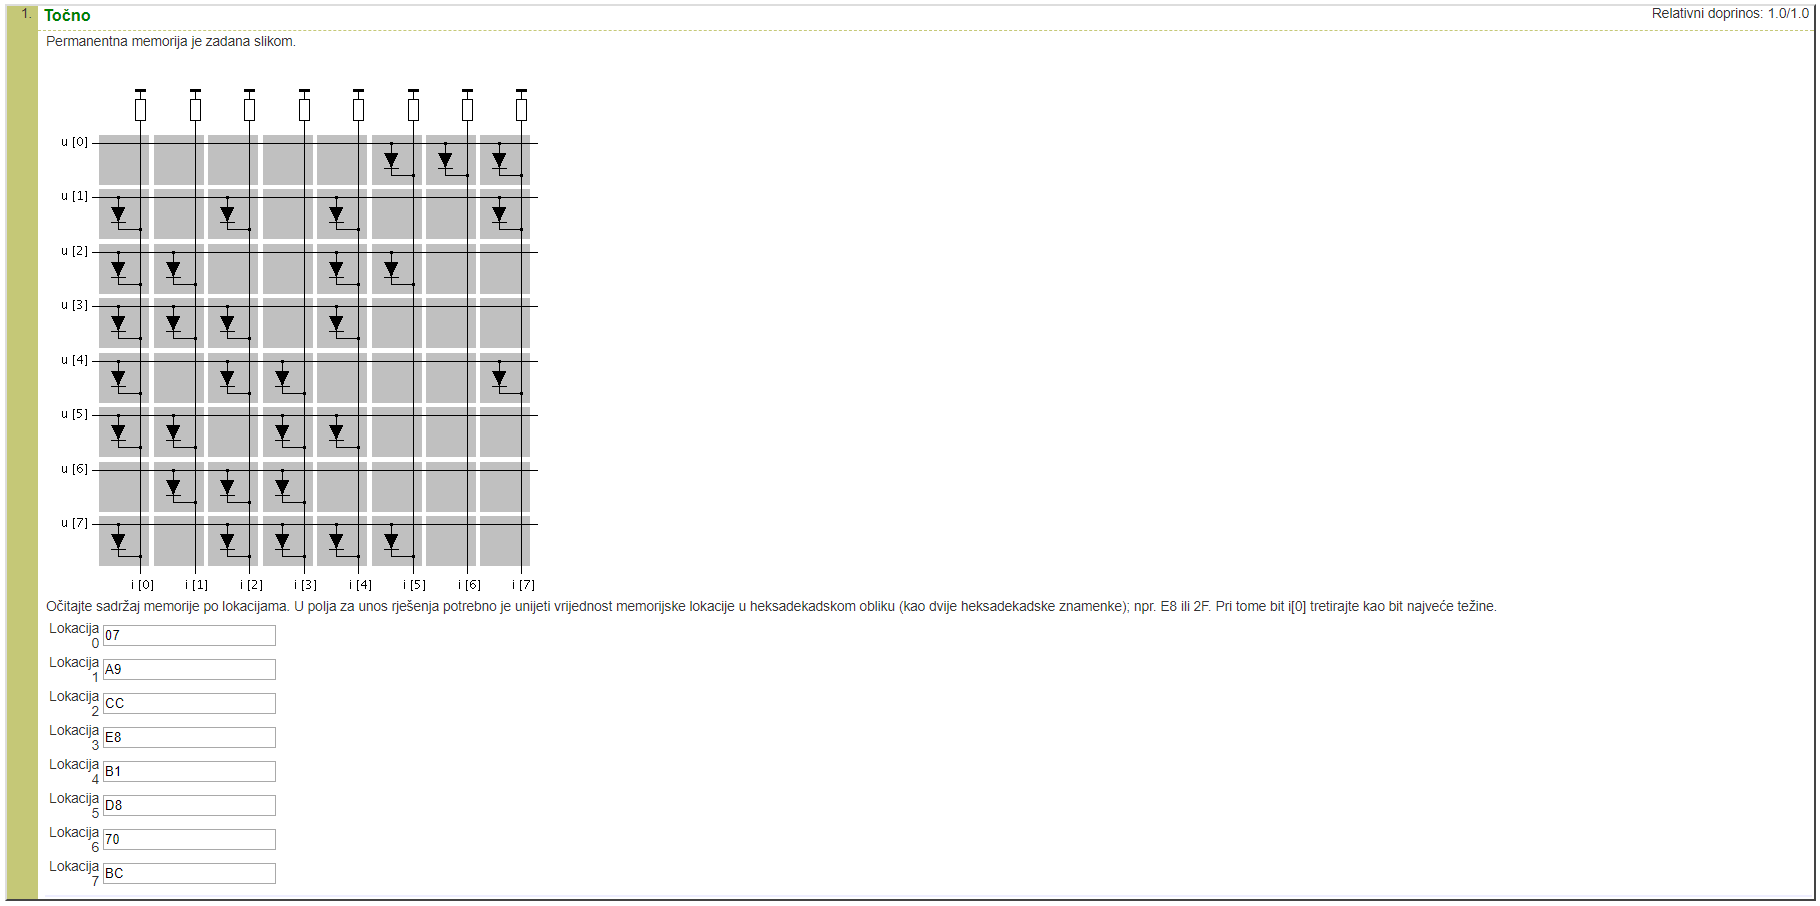 1. Točno Relativni doprinos: 1.0/1.0
Permanentna memorija je zadana slikom.
u [0]
u [1]
u [2]
u [3]
u [4]
u [5]
u [6]
u [7]
i [0] i [1] i [2] i [3] i [4] i [5] i [6] i [7]
Očitajte sadržaj memorije po lokacijama. U polja za unos rješenja potrebno je unijeti vrijednost memorijske lokacije u heksadekadskom obliku (kao dvije heksadekadske znamenke); npr. E8 ili 2F. Pri tome bit i[0] tretirajte kao bit najveće težine.
Lokacija
0 07
Lokacija
1 A9
Lokacija
2 CC
Lokacija
3 E8
Lokacija
4 B1
Lokacija
5 D8
Lokacija
6 70
Lokacija
7 BC